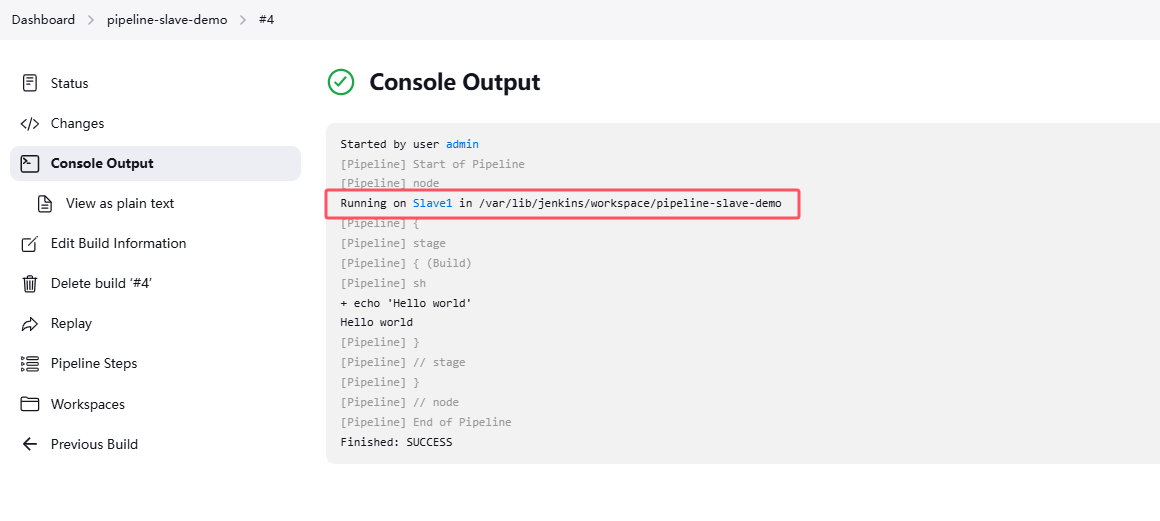 Dashboard > pipeline-slave-demo > #4
Status
Changes
Console Output
View as plain text
Edit Build Information
Delete build ‘#4’
Replay
Pipeline Steps
Workspaces
Previous Build
Console Output
Started by user admin
[Pipeline] Start of Pipeline
[Pipeline] node
Running on Slave1 in /var/lib/jenkins/workspace/pipeline-slave-demo
[Pipeline] {
[Pipeline] stage
[Pipeline] { (Build)
[Pipeline] sh
+ echo 'Hello world'
Hello world
[Pipeline] }
[Pipeline] // stage
[Pipeline] }
[Pipeline] // node
[Pipeline] End of Pipeline
Finished: SUCCESS